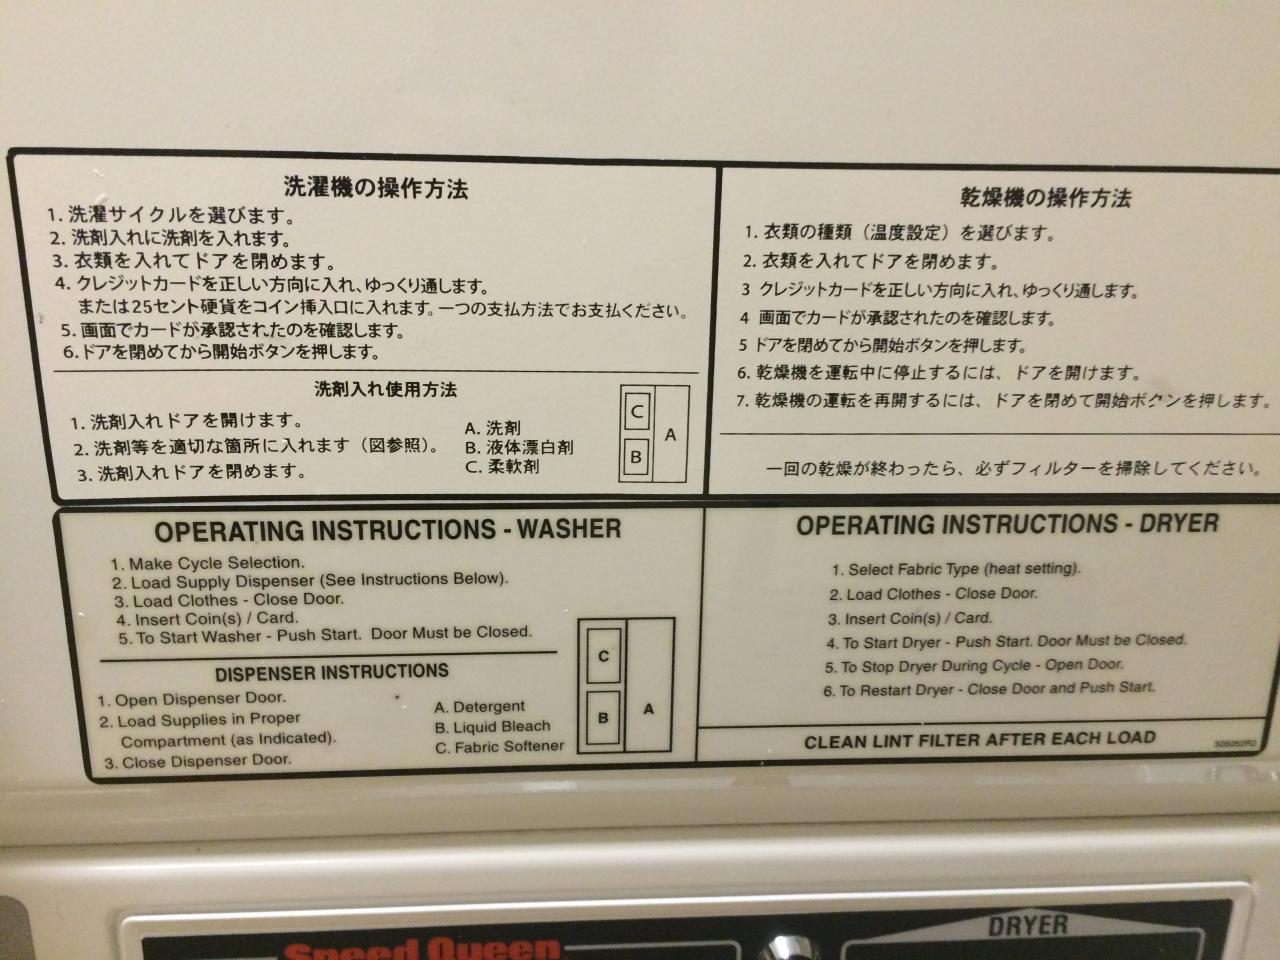 洗濯機の操作方法
1. 洗濯サイクルを選びます。
2. 洗剤入れに洗剤を入れます。
3. 衣類を入れてドアを閉めます。
4. クレジットカードを正しい方向に入れ、ゆっくり通します。
または25セント硬貨をコイン挿入口に入れます。一つの支払方法でお支払ください。
5. 画面でカードが承認されたのを確認します。
6. ドアを閉めてから開始ボタンを押します。
洗剤入れ使用方法
1. 洗剤入れドアを開けます。
2. 洗剤等を適切な箇所に入れます（図参照）。
3. 洗剤入れドアを閉めます。
A. 洗剤
B. 液体漂白剤
C. 柔軟剤
C
B
A
乾燥機の操作方法
1. 衣類の種類（温度設定）を選びます。
2. 衣類を入れてドアを閉めます。
3 クレジットカードを正しい方向に入れ、ゆっくり通します。
4 画面でカードが承認されたのを確認します。
5 ドアを閉めてから開始ボタンを押します。
6. 乾燥機を運転中に停止するには、ドアを開けます。
7. 乾燥機の運転を再開するには、ドアを閉めて開始ボタンを押します。
一回の乾燥が終わったら、必ずフィルターを掃除してください。
OPERATING INSTRUCTIONS - WASHER
1. Make Cycle Selection.
2. Load Supply Dispenser (See Instructions Below).
3. Load Clothes - Close Door.
4. Insert Coin(s) / Card.
5. To Start Washer - Push Start. Door Must be Closed.
DISPENSER INSTRUCTIONS
1. Open Dispenser Door.
2. Load Supplies in Proper
Compartment (as Indicated).
3. Close Dispenser Door.
A. Detergent
B. Liquid Bleach
C. Fabric Softener
C
B
A
OPERATING INSTRUCTIONS - DRYER
1. Select Fabric Type (heat setting).
2. Load Clothes - Close Door.
3. Insert Coin(s) / Card.
4. To Start Dryer - Push Start. Door Must be Closed.
5. To Stop Dryer During Cycle - Open Door.
6. To Restart Dryer - Close Door and Push Start.
CLEAN LINT FILTER AFTER EACH LOAD
Speed Queen
DRYER